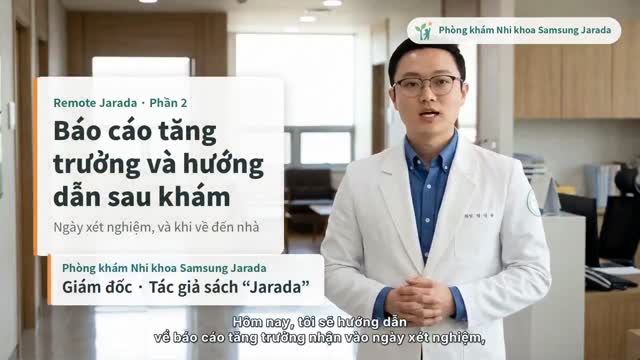 Phòng khám Nhi khoa Samsung Jarada
Remote Jarada · Phần 2
Báo cáo tăng
trưởng và hướng
dẫn sau khám
Ngày xét nghiệm, và khi về đến nhà
Phòng khám Nhi khoa Samsung Jarada
Giám đốc · Tác giả sách “Jarada”
Hôm nay, tôi sẽ hướng dẫn
về báo cáo tăng trưởng nhận vào ngày xét nghiệm,